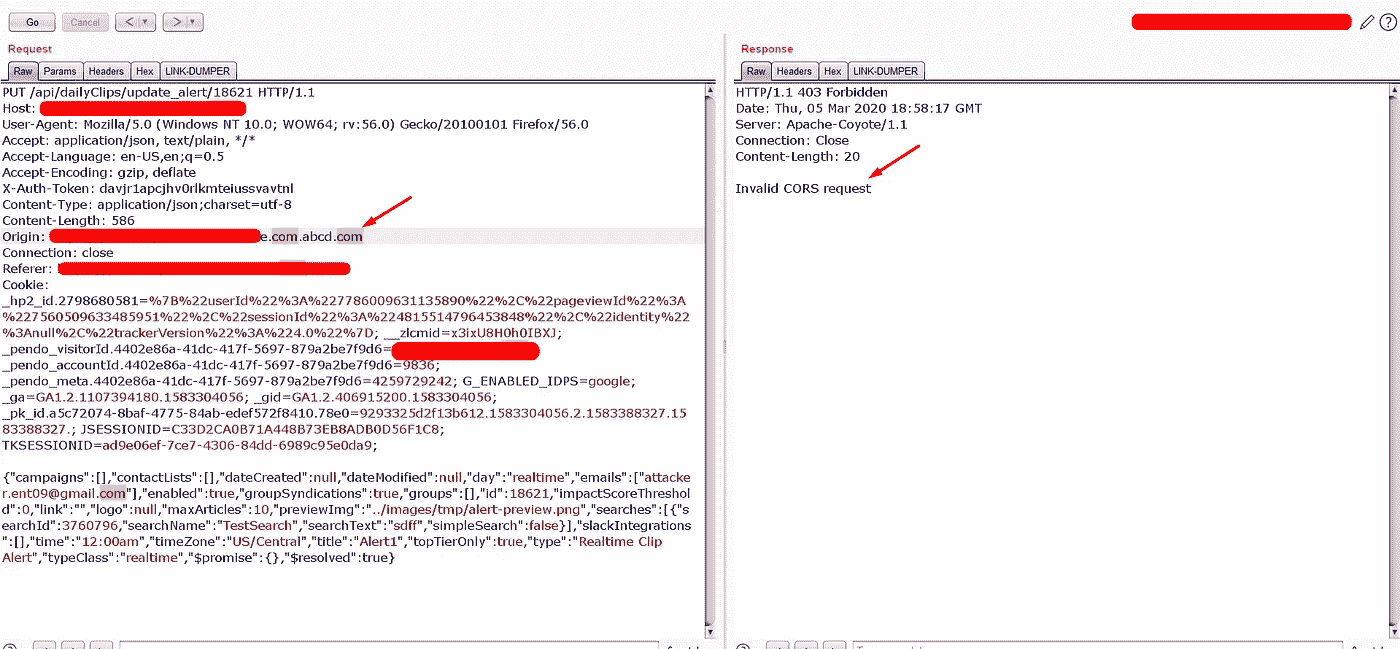 Go Cancel < > ?
Request
Raw Params Headers Hex LINK-DUMPER
PUT /api/dailyClips/update_alert/18621 HTTP/1.1
Host:
User-Agent: Mozilla/5.0 (Windows NT 10.0; WOW64; rv:56.0) Gecko/20100101 Firefox/56.0
Accept: application/json, text/plain, */*
Accept-Language: en-US,en;q=0.5
Accept-Encoding: gzip, deflate
X-Auth-Token: davjr1apcjhv0rlkmteiussvavtnl
Content-Type: application/json;charset=utf-8
Content-Length: 586
Origin: e.com.abcd.com
Connection: close
Referer:
Cookie:
_hp2_id.2798680581=%7B%22userId%22%3A%227786009631135890%22%2C%22pageviewId%22%3A
%227560509633485951%22%2C%22sessionId%22%3A%224815514796453848%22%2C%22identity%22
%3Anull%2C%22trackerVersion%22%3A%224.0%22%7D; __zlcmid=x3ixU8H0h0IBXJ;
_pendo_visitorId.4402e86a-41dc-417f-5697-879a2be7f9d6=
_pendo_accountId.4402e86a-41dc-417f-5697-879a2be7f9d6=9836;
_pendo_meta.4402e86a-41dc-417f-5697-879a2be7f9d6=4259729242; G_ENABLED_IDPS=google;
_ga=GA1.2.1107394180.1583304056; _gid=GA1.2.406915200.1583304056;
_pk_id.a5c72074-8baf-4775-84ab-edef572f8410.78e0=9293325d2f13b612.1583304056.2.1583388327.15
83388327.; JSESSIONID=C33D2CA0B71A448B73EB8ADB0D56F1C8;
TKSESSIONID=ad9e06ef-7ce7-4306-84dd-6989c95e0da9;
{"campaigns":[],"contactLists":[],"dateCreated":null,"dateModified":null,"day":"realtime","emails":["attacke
r.ent09@gmail.com"],"enabled":true,"groupSyndications":true,"groups":[],"id":18621,"impactScoreThreshol
d":0,"link":"","logo":null,"maxArticles":10,"previewImg":"../images/tmp/alert-preview.png","searches":[{"s
earchId":3760796,"searchName":"TestSearch","searchText":"sdff","simpleSearch":false}],"slackIntegrations
":[],"time":"12:00am","timeZone":"US/Central","title":"Alert1","topTierOnly":true,"type":"Realtime Clip
Alert","typeClass":"realtime","$promise":{},"$resolved":true}
Response
Raw Headers Hex LINK-DUMPER
HTTP/1.1 403 Forbidden
Date: Thu, 05 Mar 2020 18:58:17 GMT
Server: Apache-Coyote/1.1
Connection: Close
Content-Length: 20
Invalid CORS request